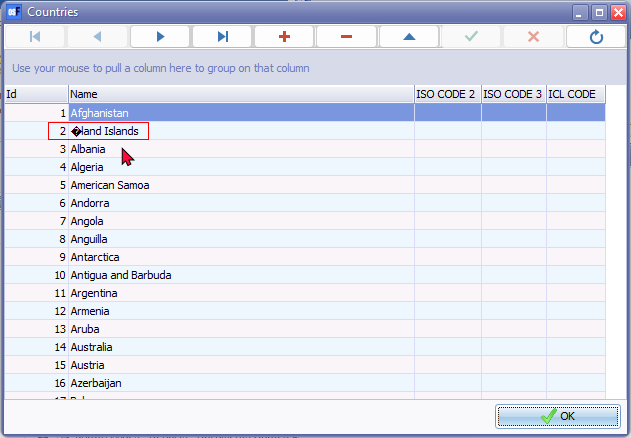 Countries
Use your mouse to pull a column here to group on that column
Id Name ISO CODE 2 ISO CODE 3 ICL CODE
1 Afghanistan
2 �land Islands
3 Albania
4 Algeria
5 American Samoa
6 Andorra
7 Angola
8 Anguilla
9 Antarctica
10 Antigua and Barbuda
11 Argentina
12 Armenia
13 Aruba
14 Australia
15 Austria
16 Azerbaijan
OK